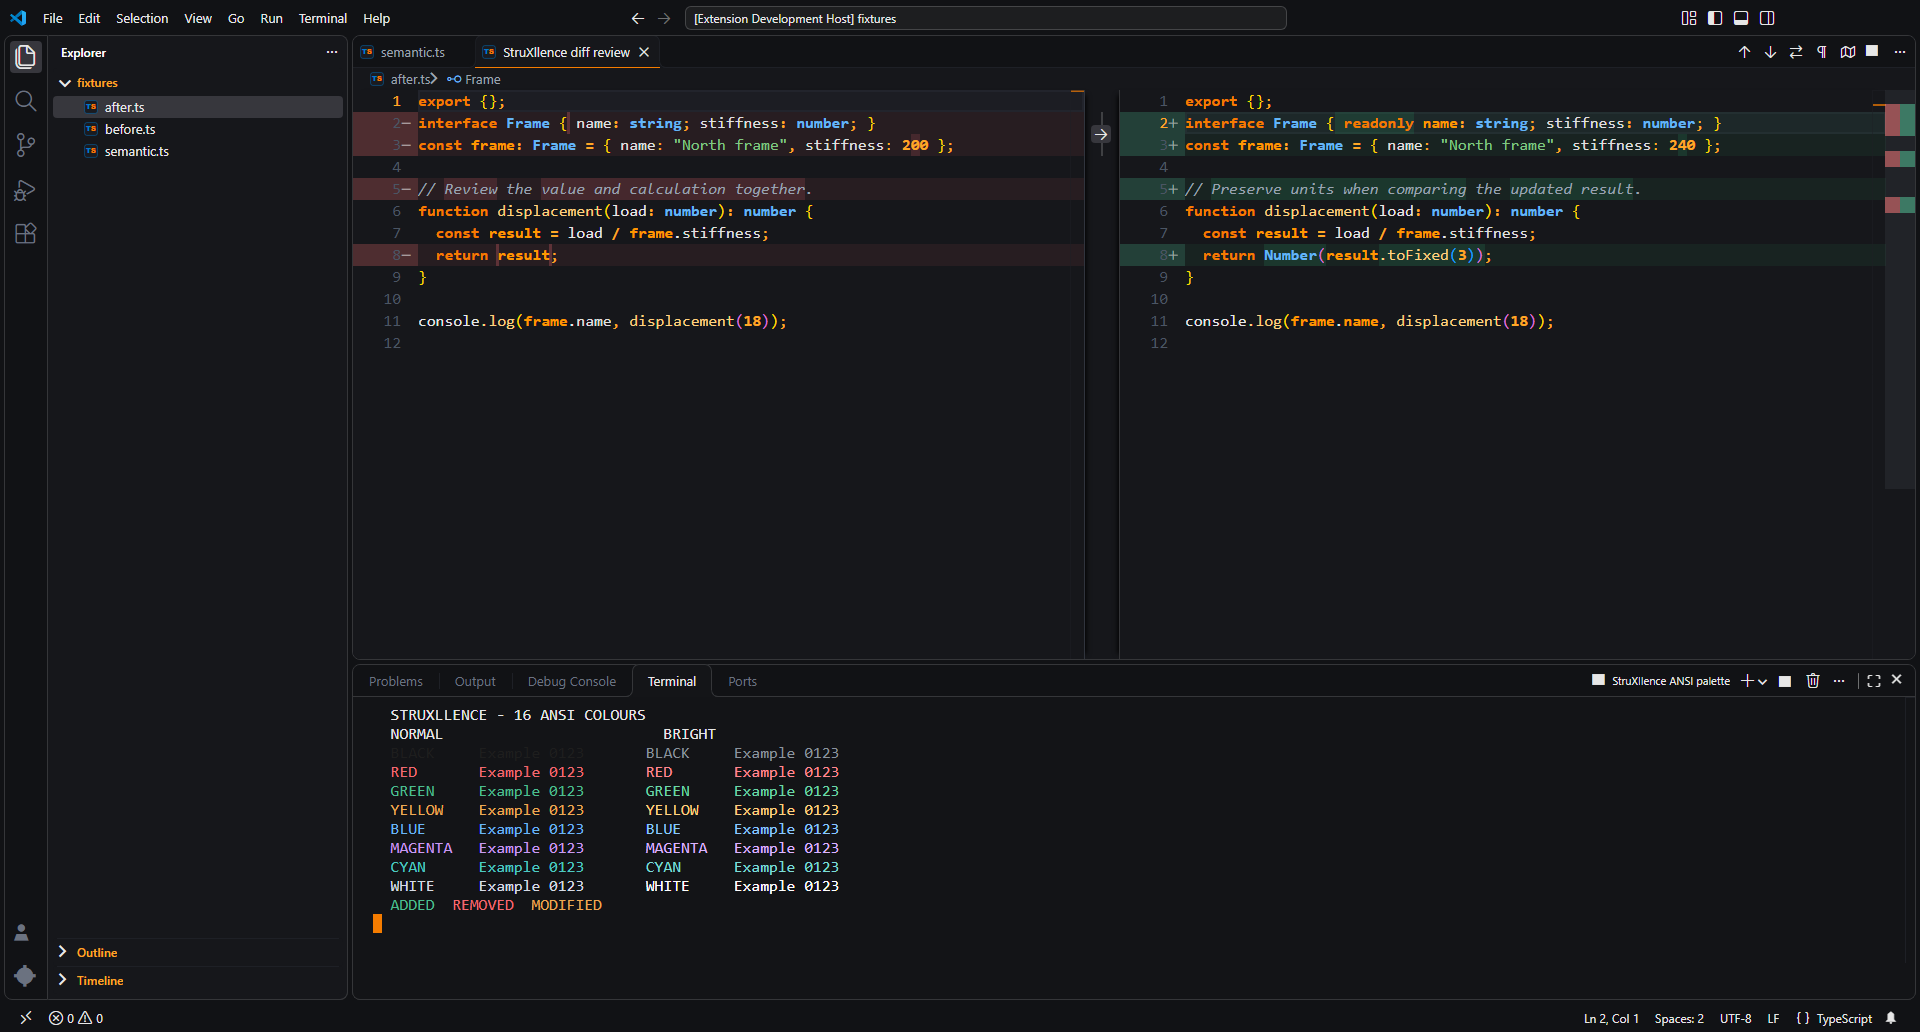 File Edit Selection View Go Run Terminal Help
[Extension Development Host] fixtures
Explorer
fixtures
TS after.ts
TS before.ts
TS semantic.ts
Outline
Timeline
TS semantic.ts
TS StruXllence diff review
TS after.ts
Frame
1 export {};
2− interface Frame { name: string; stiffness: number; }
3− const frame: Frame = { name: "North frame", stiffness: 200 };
4
5− // Review the value and calculation together.
6 function displacement(load: number): number {
7 const result = load / frame.stiffness;
8− return result;
9 }
10
11 console.log(frame.name, displacement(18));
12
1 export {};
2+ interface Frame { readonly name: string; stiffness: number; }
3+ const frame: Frame = { name: "North frame", stiffness: 240 };
4
5+ // Preserve units when comparing the updated result.
6 function displacement(load: number): number {
7 const result = load / frame.stiffness;
8+ return Number(result.toFixed(3));
9 }
10
11 console.log(frame.name, displacement(18));
12
Problems Output Debug Console Terminal Ports
StruXllence ANSI palette
STRUXLLENCE - 16 ANSI COLOURS
NORMAL BRIGHT
BLACK Example 0123 BLACK Example 0123
RED Example 0123 RED Example 0123
GREEN Example 0123 GREEN Example 0123
YELLOW Example 0123 YELLOW Example 0123
BLUE Example 0123 BLUE Example 0123
MAGENTA Example 0123 MAGENTA Example 0123
CYAN Example 0123 CYAN Example 0123
WHITE Example 0123 WHITE Example 0123
ADDED REMOVED MODIFIED
0 0
Ln 2, Col 1 Spaces: 2 UTF-8 LF { } TypeScript